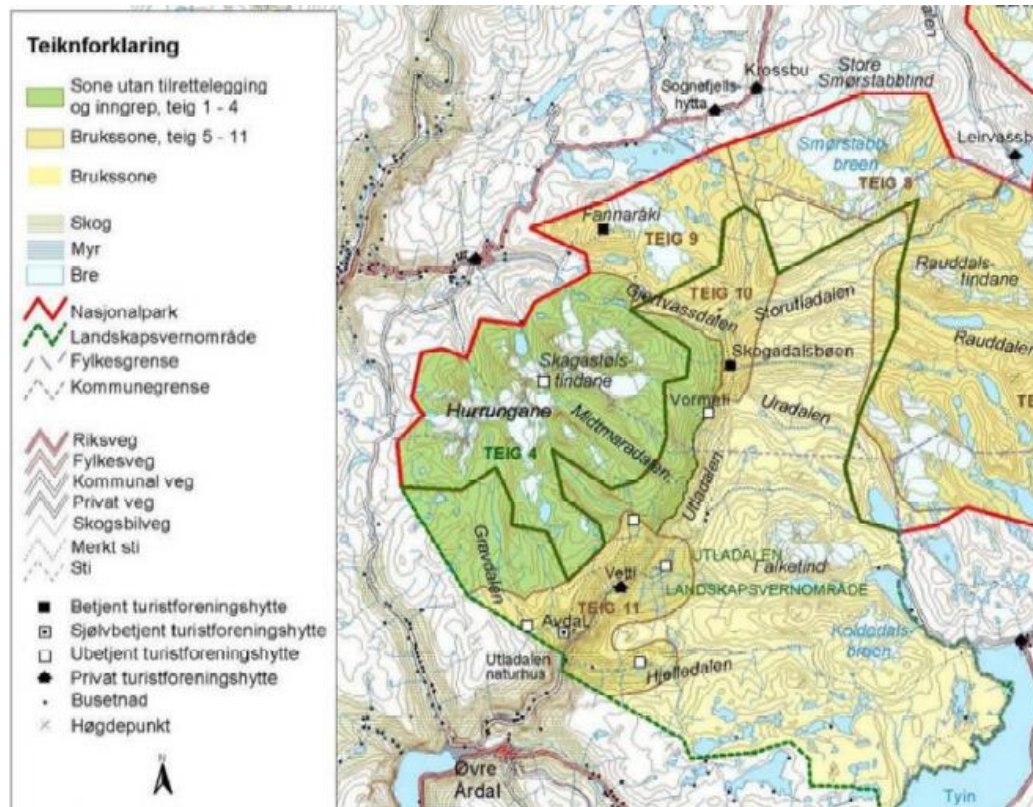 Teiknforklaring
Sone utan tilrettelegging
og inngrep, teig 1 - 4
Brukssone, teig 5 - 11
Brukssone
Skog
Myr
Bre
Nasjonalpark
Landskapsvernområde
Fylkesgrense
Kommunegrense
Riksveg
Fylkesveg
Kommunal veg
Privat veg
Skogsbilveg
Merkt sti
Sti
Betjent turistforeningshytte
Sjølvbetjent turistforeningshytte
Ubetjent turistforeningshytte
Privat turistforeningshytte
Busetnad
Høgdepunkt
N
Store
Smørstabbtind
Krossbu
Sognefjells-
hytta
Smørstabb-
breen
Leirvassb
TEIG 8
Fannaråki
TEIG 9
Rauddals-
tindane
TEIG 10
Gjertvassdalen
Storutladalen
Skogadalsbøen
Rauddalen
Skagastøls-
tindane
Vormeli
Uradalen
Hurrungane
Midtmaradalen
TEIG 4
Utladalen
Gravdalen
UTLADALEN
Falketind
Vetti
LANDSKAPSVERNOMRÅDE
TEIG 11
Avdal
Koldedals-
breen
Utladalen
naturhus
Hjelledalen
Øvre
Årdal
Tyin